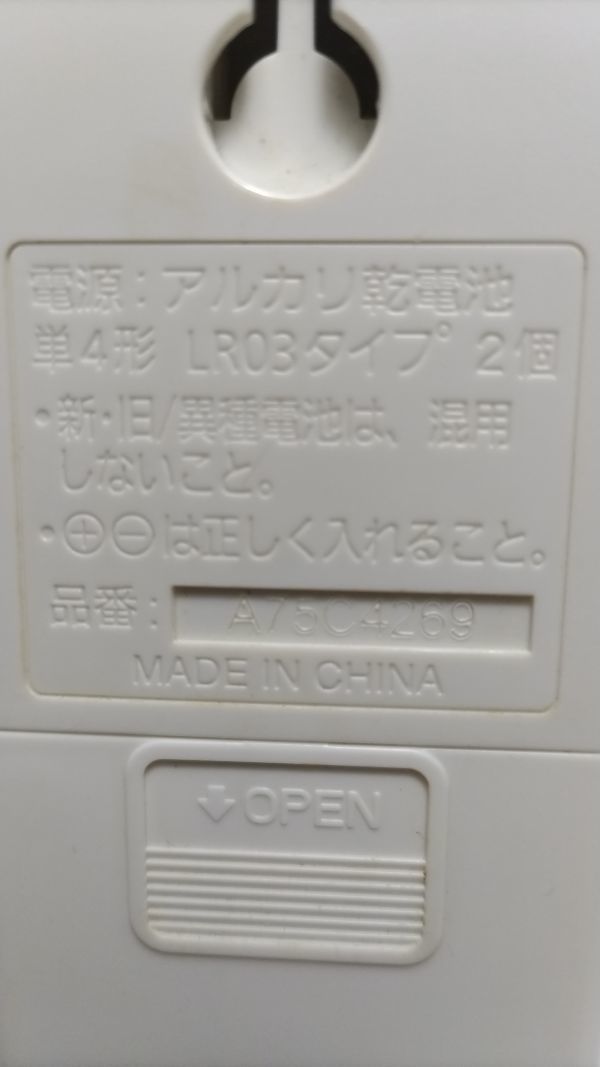 電源：アルカリ乾電池
単4形 LR03タイプ 2個
・新・旧/異種電池は、混用
しないこと。
・⊕⊖は正しく入れること。
品番： A75C4269
MADE IN CHINA
↓OPEN